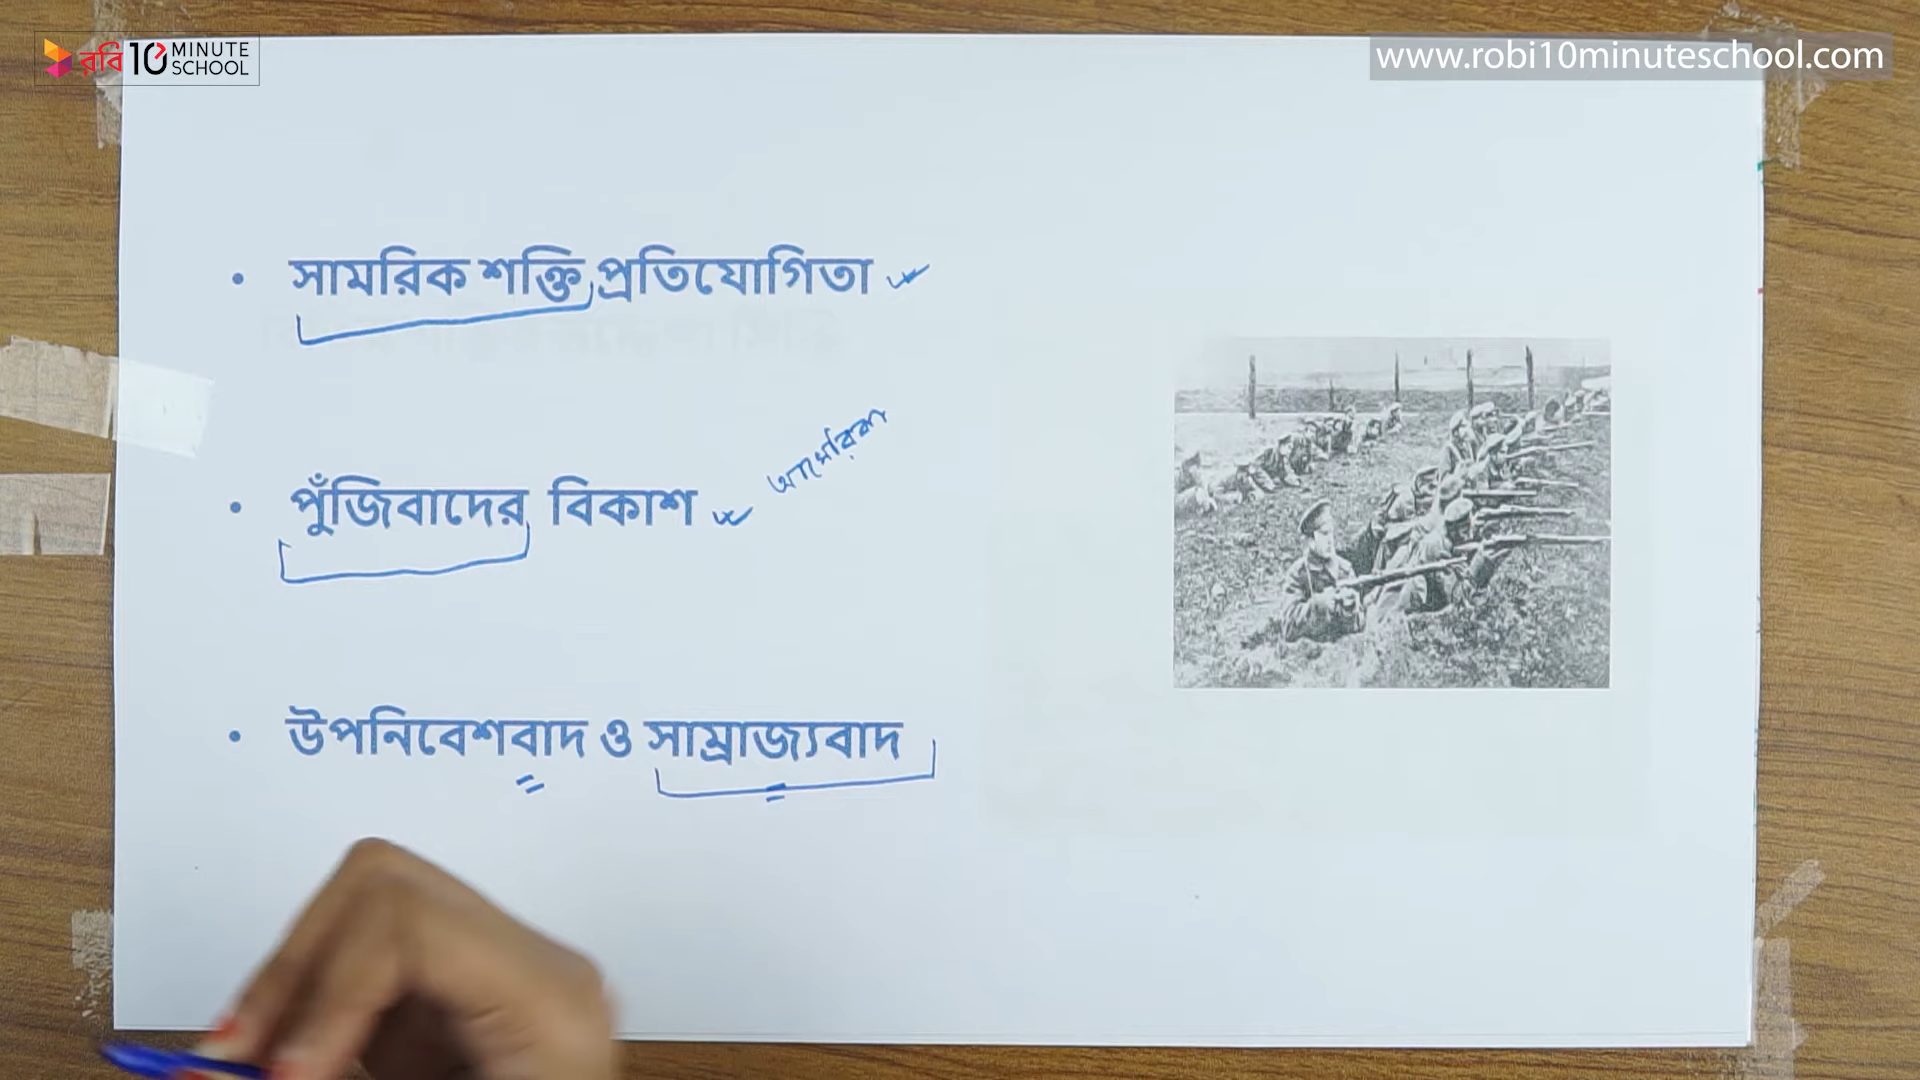 রবি 10 MINUTE SCHOOL
www.robi10minuteschool.com
• সামরিক শক্তি প্রতিযোগিতা
আমেরিকা
• পুঁজিবাদের বিকাশ
• উপনিবেশবাদ ও সাম্রাজ্যবাদ